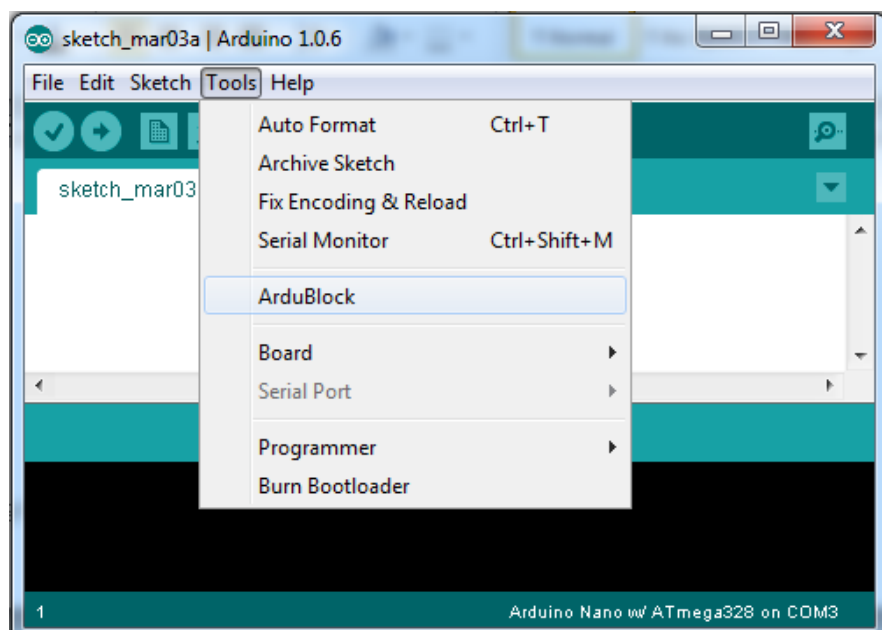 sketch_mar03a | Arduino 1.0.6
File Edit Sketch Tools Help
sketch_mar03
Auto Format Ctrl+T
Archive Sketch
Fix Encoding & Reload
Serial Monitor Ctrl+Shift+M
ArduBlock
Board
Serial Port
Programmer
Burn Bootloader
1 Arduino Nano w/ ATmega328 on COM3